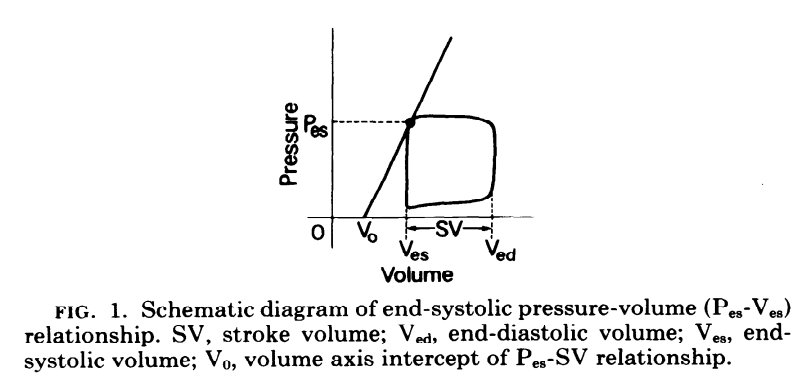 Pressure
Pes
O
Vo
SV
Ves
Ved
Volume
FIG. 1. Schematic diagram of end-systolic pressure-volume (Pes-Ves)
relationship. SV, stroke volume; Ved, end-diastolic volume; Ves, end-
systolic volume; V0, volume axis intercept of Pes-SV relationship.